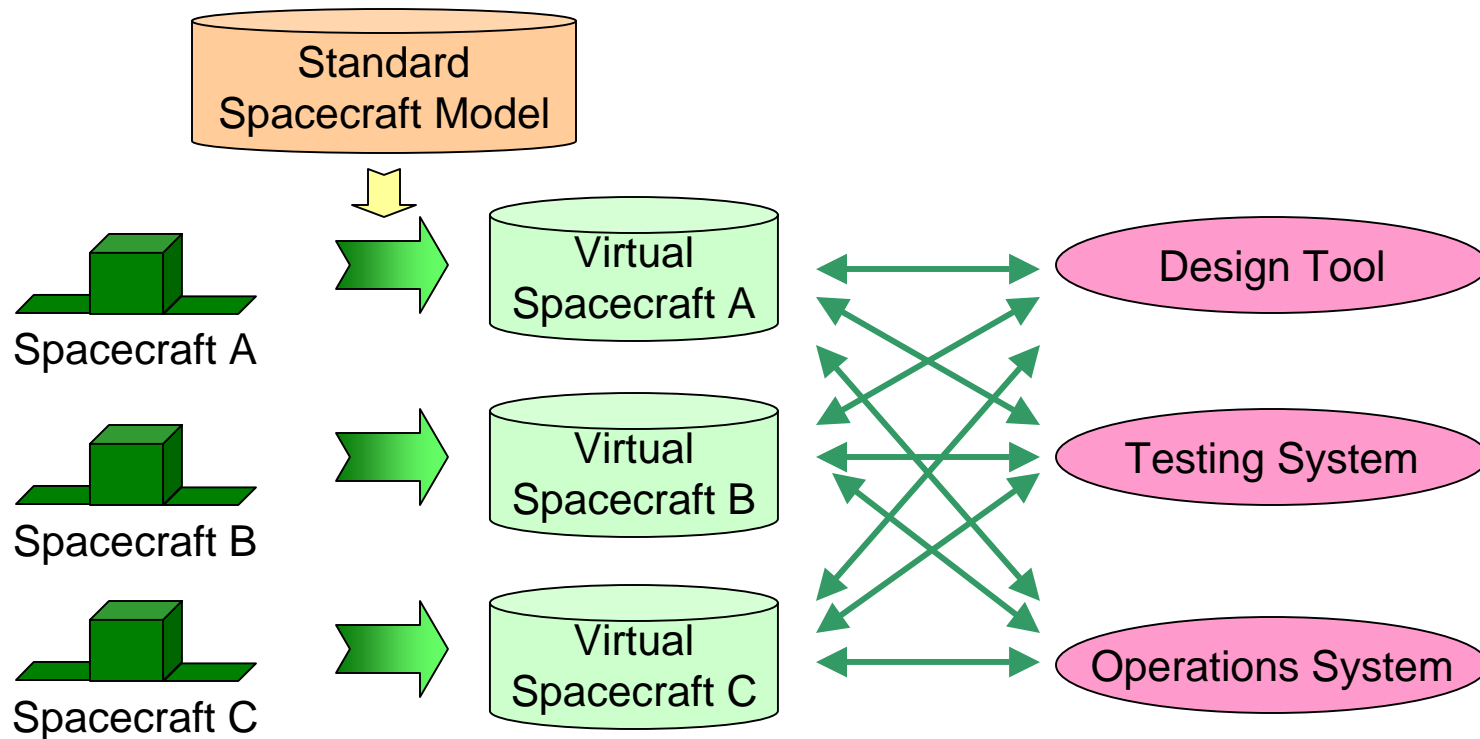 Standard
Spacecraft Model
Spacecraft A
Virtual
Spacecraft A
Design Tool
Spacecraft B
Virtual
Spacecraft B
Testing System
Spacecraft C
Virtual
Spacecraft C
Operations System